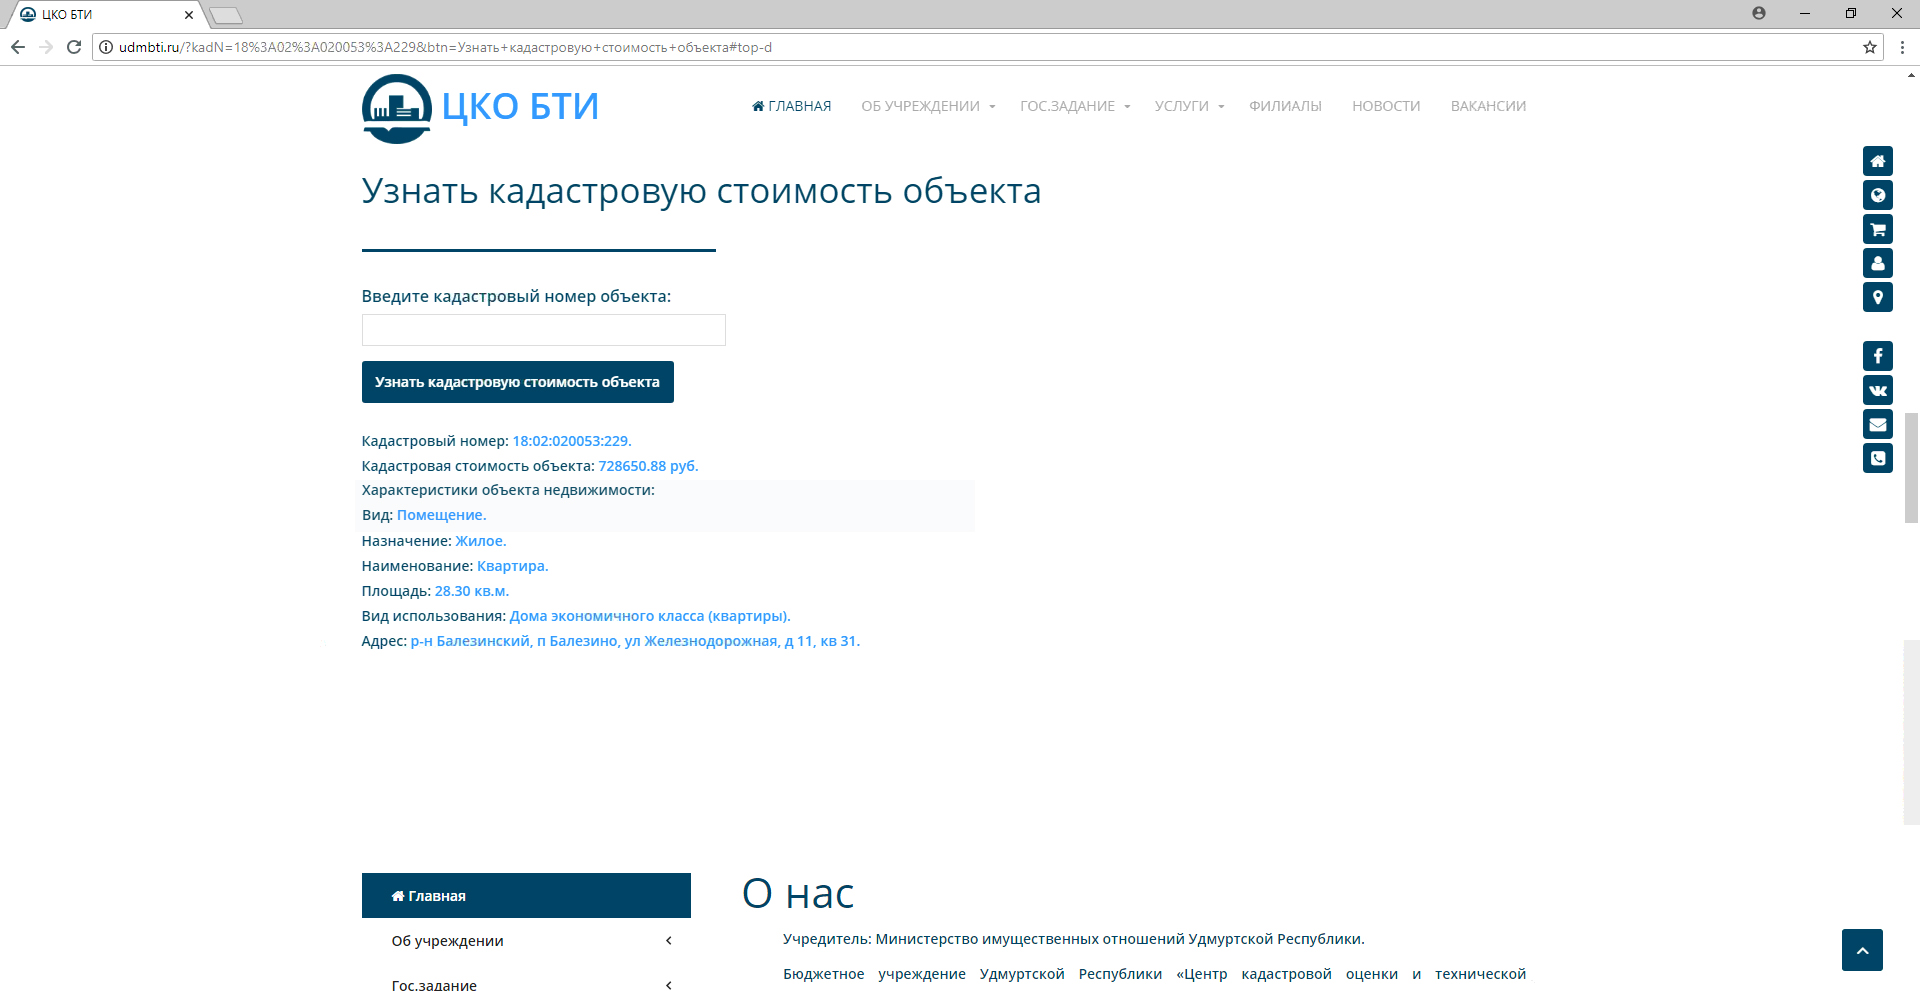 ЦКО БТИ
udmbti.ru/?kadN=18%3A02%3A020053%3A229&btn=Узнать+кадастровую+стоимость+объекта#top-d
ЦКО БТИ
ГЛАВНАЯ ОБ УЧРЕЖДЕНИИ ГОС.ЗАДАНИЕ УСЛУГИ ФИЛИАЛЫ НОВОСТИ ВАКАНСИИ
Узнать кадастровую стоимость объекта
Введите кадастровый номер объекта:
Узнать кадастровую стоимость объекта
Кадастровый номер: 18:02:020053:229.
Кадастровая стоимость объекта: 728650.88 руб.
Характеристики объекта недвижимости:
Вид: Помещение.
Назначение: Жилое.
Наименование: Квартира.
Площадь: 28.30 кв.м.
Вид использования: Дома экономичного класса (квартиры).
Адрес: р-н Балезинский, п Балезино, ул Железнодорожная, д 11, кв 31.
Главная
Об учреждении
Гос.задание
О нас
Учредитель: Министерство имущественных отношений Удмуртской Республики.
Бюджетное учреждение Удмуртской Республики «Центр кадастровой оценки и технической